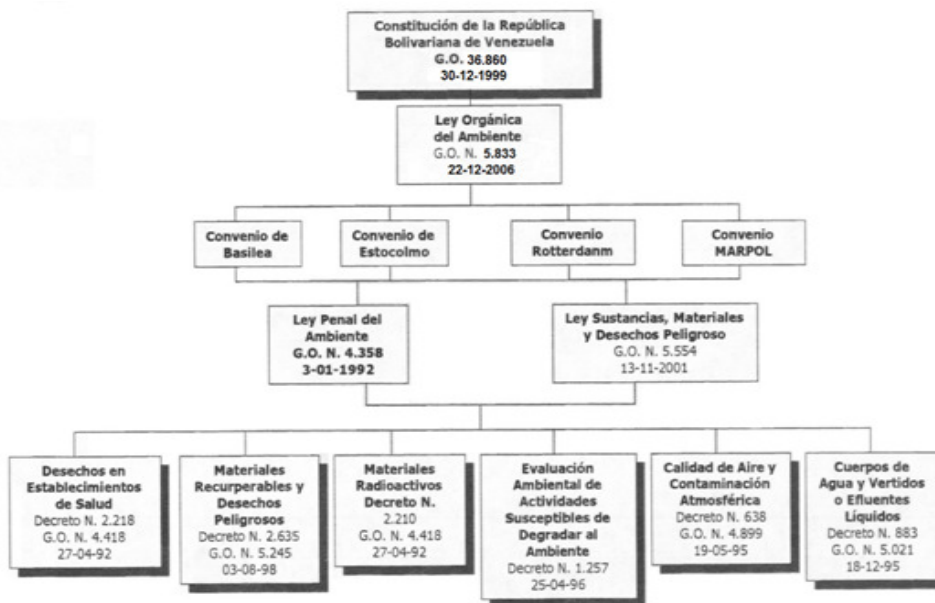 Constitución de la República
Bolivariana de Venezuela
G.O. 36.860
30-12-1999
Ley Orgánica
del Ambiente
G.O. N. 5.833
22-12-2006
Convenio de
Basilea
Convenio de
Estocolmo
Convenio
Rotterdanm
Convenio
MARPOL
Ley Penal del
Ambiente
G.O. N. 4.358
3-01-1992
Ley Sustancias, Materiales
y Desechos Peligroso
G.O. N. 5.554
13-11-2001
Desechos en
Establecimientos
de Salud
Decreto N. 2.218
G.O. N. 4.418
27-04-92
Materiales
Recurperables y
Desechos
Peligrosos
Decreto N. 2.635
G.O. N. 5.245
03-08-98
Materiales
Radioactivos
Decreto N.
2.210
G.O. N. 4.418
27-04-92
Evaluación
Ambiental de
Actividades
Susceptibles de
Degradar al
Ambiente
Decreto N. 1.257
25-04-96
Calidad de Aire y
Contaminación
Atmosférica
Decreto N. 638
G.O. N. 4.899
19-05-95
Cuerpos de
Agua y Vertidos
o Efluentes
Líquidos
Decreto N. 883
G.O. N. 5.021
18-12-95